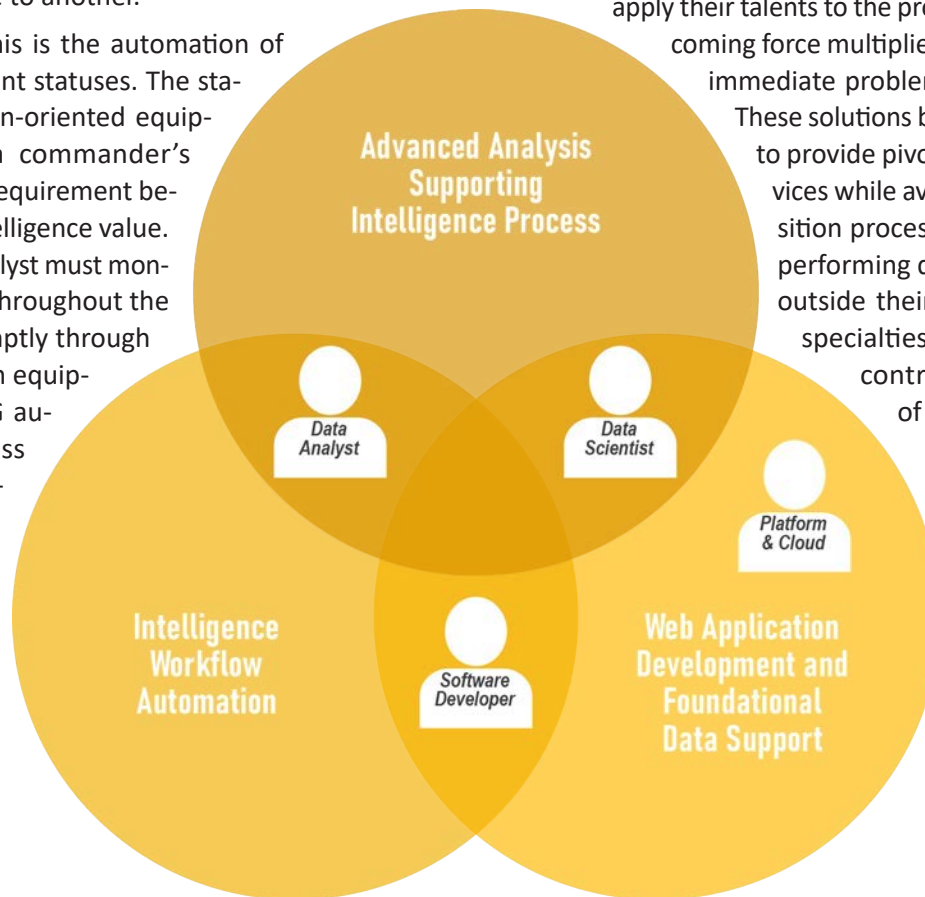 to another.
his is the automation of
nt statuses. The sta-
n-oriented equip-
commander's
equirement be-
elligence value.
lyst must mon-
hroughout the
ptly through
equip-
au-
ss
-
apply their talents to the pro
coming force multiplie
immediate problem
These solutions b
to provide pivo
vices while av
sition proces
performing
outside their
specialties
contr
of
Advanced Analysis
Supporting
Intelligence Process
Data
Analyst
Data
Scientist
Platform
& Cloud
Intelligence
Workflow
Automation
Software
Developer
Web Application
Development and
Foundational
Data Support